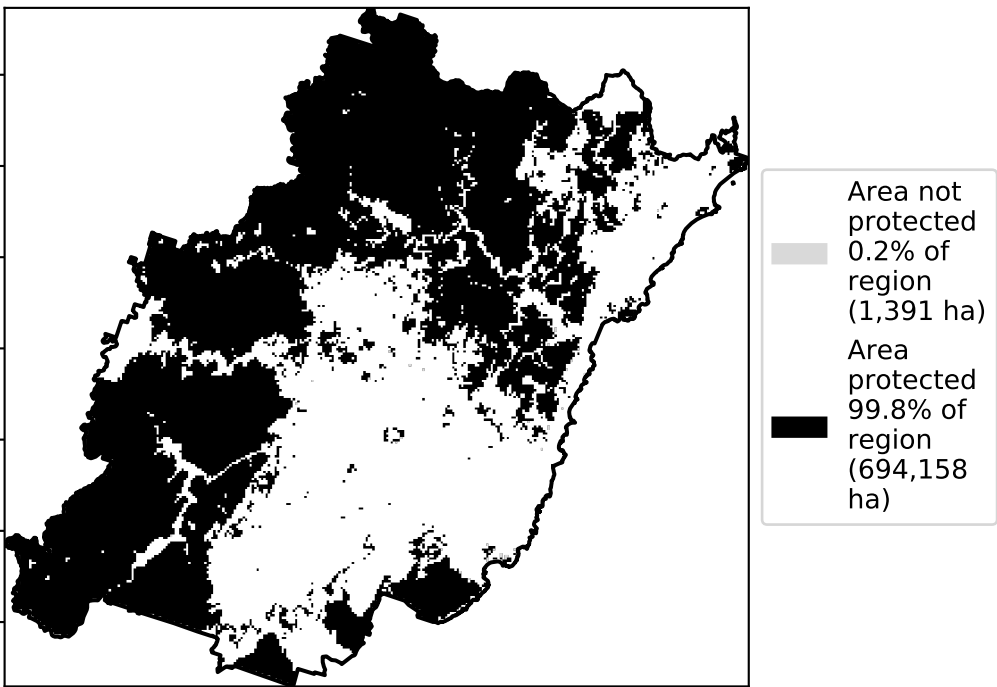 Area not
protected
0.2% of
region
(1,391 ha)
Area
protected
99.8% of
region
(694,158
ha)